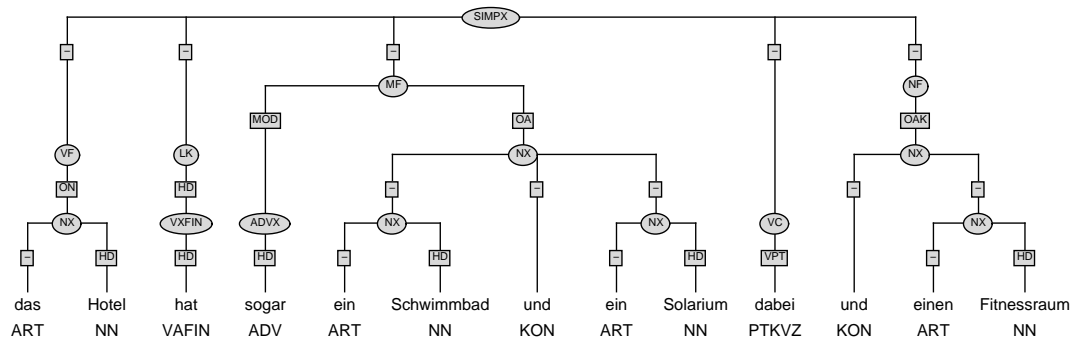 SIMPX
– – – – –
MF NF
MOD OA OAK
VF LK NX NX
ON HD – – – – –
NX VXFIN ADVX NX NX VC NX
– HD HD HD – HD – HD VPT – HD
das Hotel hat sogar ein Schwimmbad und ein Solarium dabei und einen Fitnessraum
ART NN VAFIN ADV ART NN KON ART NN PTKVZ KON ART NN